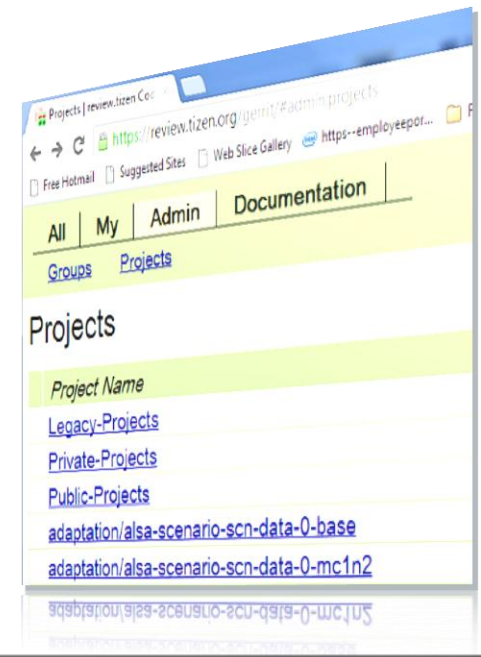 Projects | review.tizen Coc
https://review.tizen.org/gerrit/#admin,projects
Free Hotmail Suggested Sites Web Slice Gallery https--employeepor... F
All My Admin Documentation
Groups Projects
Projects
Project Name
Legacy-Projects
Private-Projects
Public-Projects
adaptation/alsa-scenario-scn-data-0-base
adaptation/alsa-scenario-scn-data-0-mc1n2